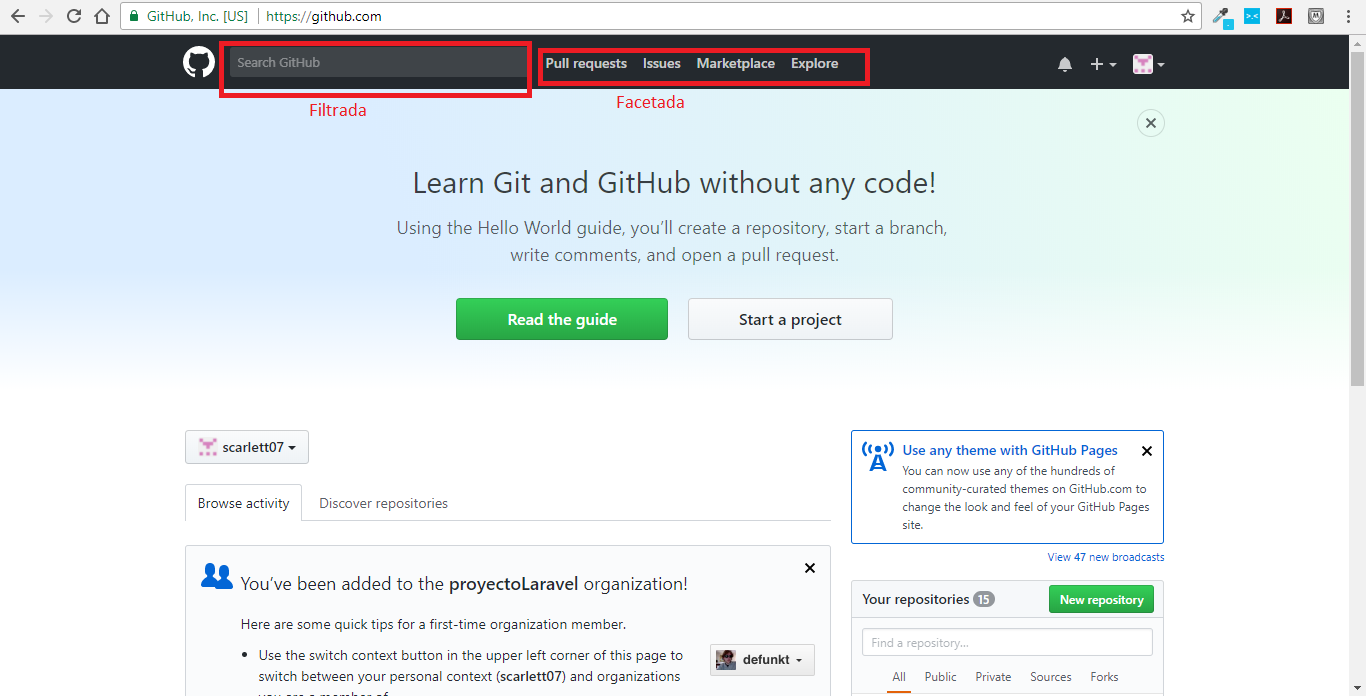 GitHub, Inc. [US] https://github.com
Search GitHub
Pull requests Issues Marketplace Explore
Filtrada
Facetada
Learn Git and GitHub without any code!
Using the Hello World guide, you’ll create a repository, start a branch,
write comments, and open a pull request.
Read the guide
Start a project
scarlett07
Browse activity
Discover repositories
You’ve been added to the proyectoLaravel organization!
Here are some quick tips for a first-time organization member.
• Use the switch context button in the upper left corner of this page to
switch between your personal context (scarlett07) and organizations
you are a member of.
defunkt
Use any theme with GitHub Pages
You can now use any of the hundreds of
community-curated themes on GitHub.com to
change the look and feel of your GitHub Pages
site.
View 47 new broadcasts
Your repositories 15
New repository
Find a repository...
All Public Private Sources Forks